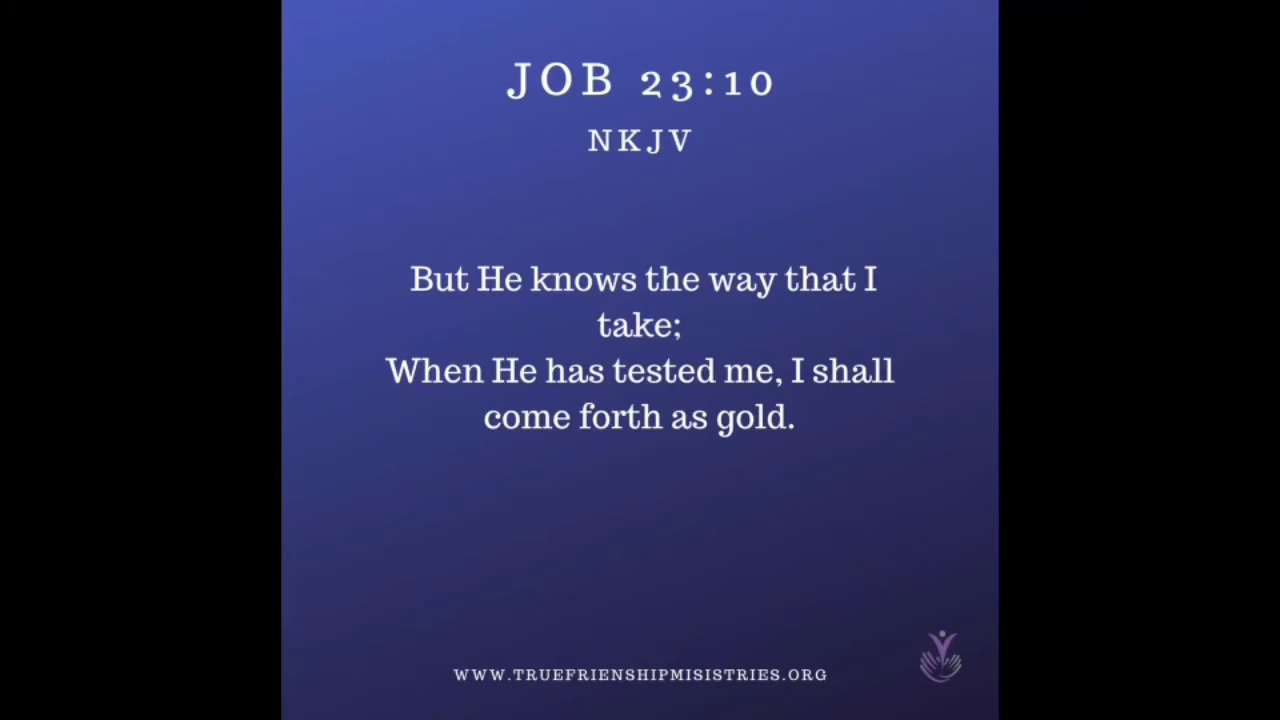 JOB 23:10
NKJV
But He knows the way that I
take;
When He has tested me, I shall
come forth as gold.
WWW.TRUEFRIENSHIPMISISTRIES.ORG